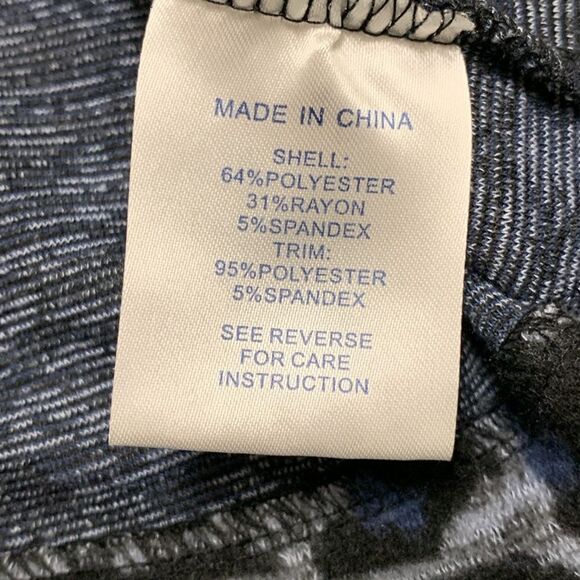 MADE IN CHINA
SHELL:
64%POLYESTER
31%RAYON
5%SPANDEX
TRIM:
95%POLYESTER
5%SPANDEX
SEE REVERSE
FOR CARE
INSTRUCTION